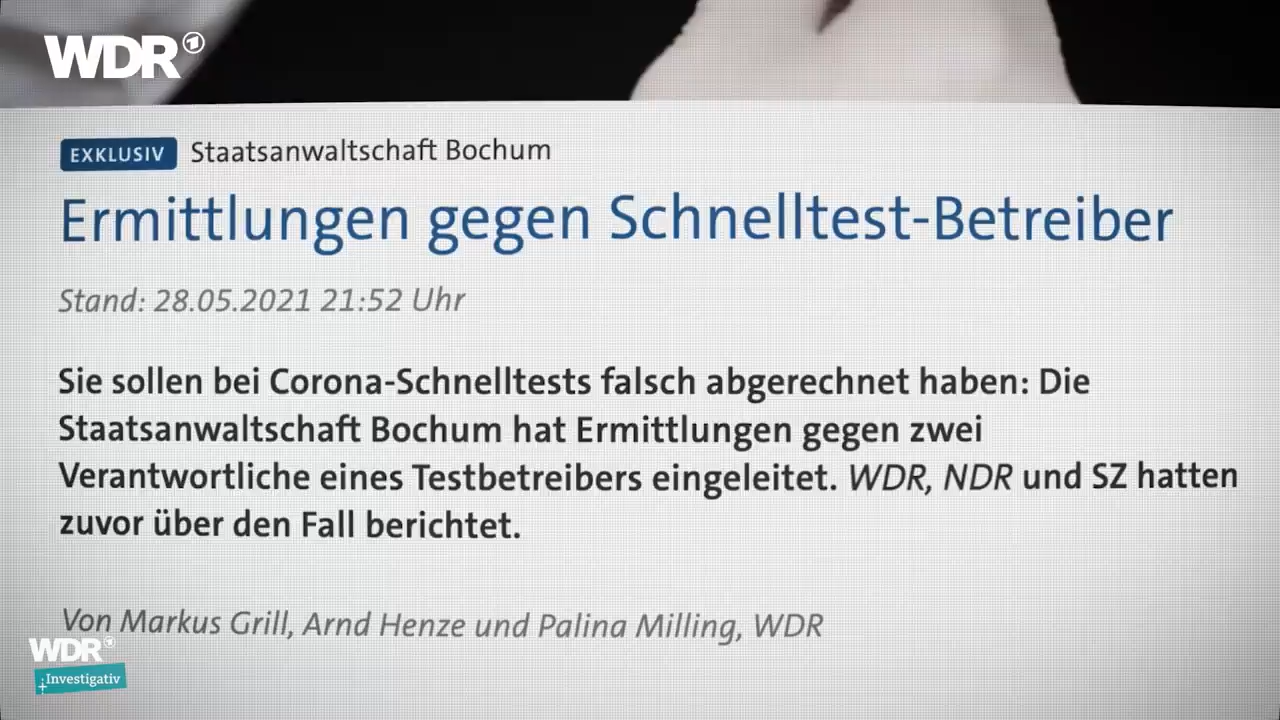 WDR
EXKLUSIV Staatsanwaltschaft Bochum
Ermittlungen gegen Schnelltest-Betreiber
Stand: 28.05.2021 21:52 Uhr
Sie sollen bei Corona-Schnelltests falsch abgerechnet haben: Die
Staatsanwaltschaft Bochum hat Ermittlungen gegen zwei
Verantwortliche eines Testbetreibers eingeleitet. WDR, NDR und SZ hatten
zuvor über den Fall berichtet.
Von Markus Grill, Arnd Henze und Palina Milling, WDR
WDR
+Investigativ